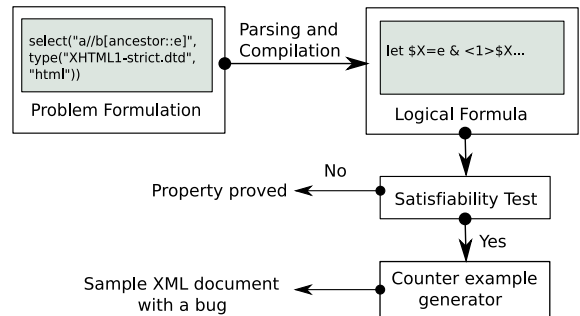 select("a//b[ancestor::e]",
type("XHTML1-strict.dtd",
"html"))
Problem Formulation
Parsing and
Compilation
let $X=e & <1>$X...
Logical Formula
Satisfiability Test
No
Property proved
Yes
Counter example
generator
Sample XML document
with a bug